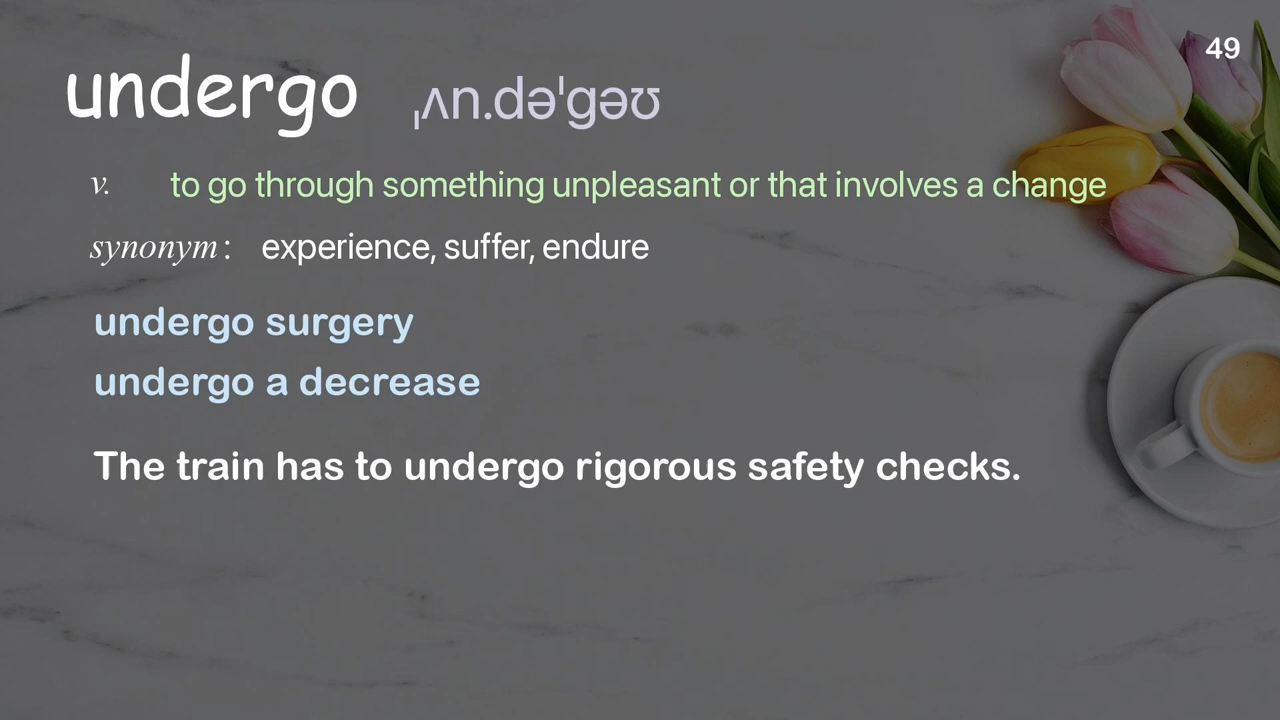 49
undergo ˌʌn.dəˈɡəʊ
v. to go through something unpleasant or that involves a change
synonym : experience, suffer, endure
undergo surgery
undergo a decrease
The train has to undergo rigorous safety checks.